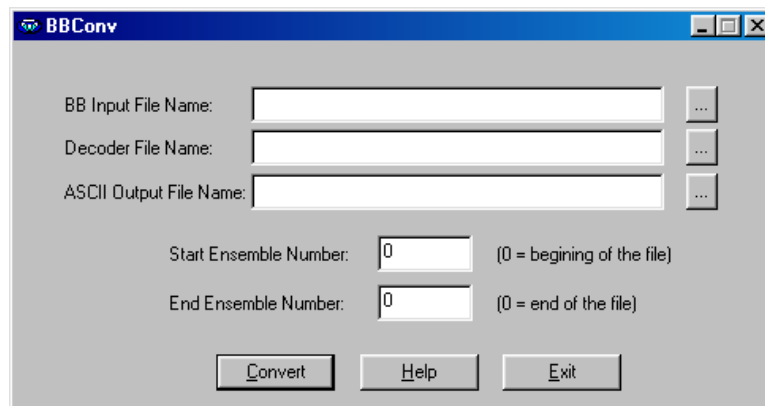 BBConv
BB Input File Name: ...
Decoder File Name: ...
ASCII Output File Name: ...
Start Ensemble Number: 0 (0 = begining of the file)
End Ensemble Number: 0 (0 = end of the file)
Convert Help Exit